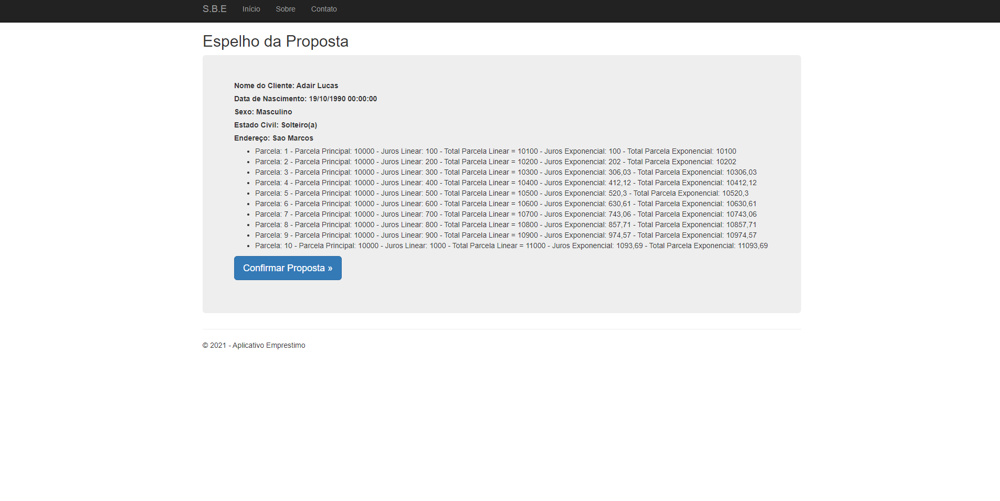 S.B.E Início Sobre Contato
Espelho da Proposta
Nome do Cliente: Adair Lucas
Data de Nascimento: 19/10/1990 00:00:00
Sexo: Masculino
Estado Civil: Solteiro(a)
Endereço: Sao Marcos
• Parcela: 1 - Parcela Principal: 10000 - Juros Linear: 100 - Total Parcela Linear = 10100 - Juros Exponencial: 100 - Total Parcela Exponencial: 10100
• Parcela: 2 - Parcela Principal: 10000 - Juros Linear: 200 - Total Parcela Linear = 10200 - Juros Exponencial: 202 - Total Parcela Exponencial: 10202
• Parcela: 3 - Parcela Principal: 10000 - Juros Linear: 300 - Total Parcela Linear = 10300 - Juros Exponencial: 306,03 - Total Parcela Exponencial: 10306,03
• Parcela: 4 - Parcela Principal: 10000 - Juros Linear: 400 - Total Parcela Linear = 10400 - Juros Exponencial: 412,12 - Total Parcela Exponencial: 10412,12
• Parcela: 5 - Parcela Principal: 10000 - Juros Linear: 500 - Total Parcela Linear = 10500 - Juros Exponencial: 520,3 - Total Parcela Exponencial: 10520,3
• Parcela: 6 - Parcela Principal: 10000 - Juros Linear: 600 - Total Parcela Linear = 10600 - Juros Exponencial: 630,61 - Total Parcela Exponencial: 10630,61
• Parcela: 7 - Parcela Principal: 10000 - Juros Linear: 700 - Total Parcela Linear = 10700 - Juros Exponencial: 743,06 - Total Parcela Exponencial: 10743,06
• Parcela: 8 - Parcela Principal: 10000 - Juros Linear: 800 - Total Parcela Linear = 10800 - Juros Exponencial: 857,71 - Total Parcela Exponencial: 10857,71
• Parcela: 9 - Parcela Principal: 10000 - Juros Linear: 900 - Total Parcela Linear = 10900 - Juros Exponencial: 974,57 - Total Parcela Exponencial: 10974,57
• Parcela: 10 - Parcela Principal: 10000 - Juros Linear: 1000 - Total Parcela Linear = 11000 - Juros Exponencial: 1093,69 - Total Parcela Exponencial: 11093,69
Confirmar Proposta »
© 2021 - Aplicativo Emprestimo